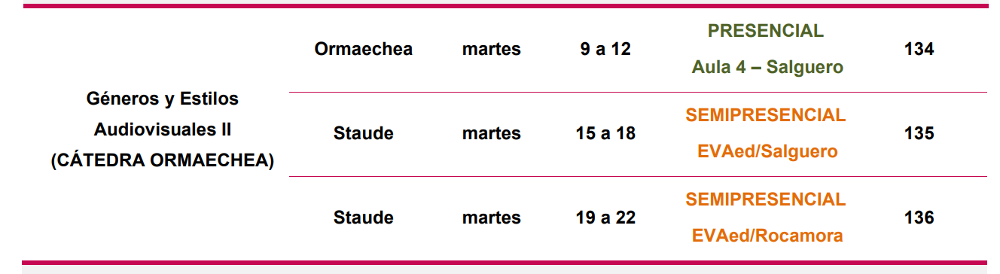 Géneros y Estilos
Audiovisuales II
(CÁTEDRA ORMAECHEA)
Ormaechea martes 9 a 12 PRESENCIAL
Aula 4 – Salguero 134
Staude martes 15 a 18 SEMIPRESENCIAL
EVAed/Salguero 135
Staude martes 19 a 22 SEMIPRESENCIAL
EVAed/Rocamora 136